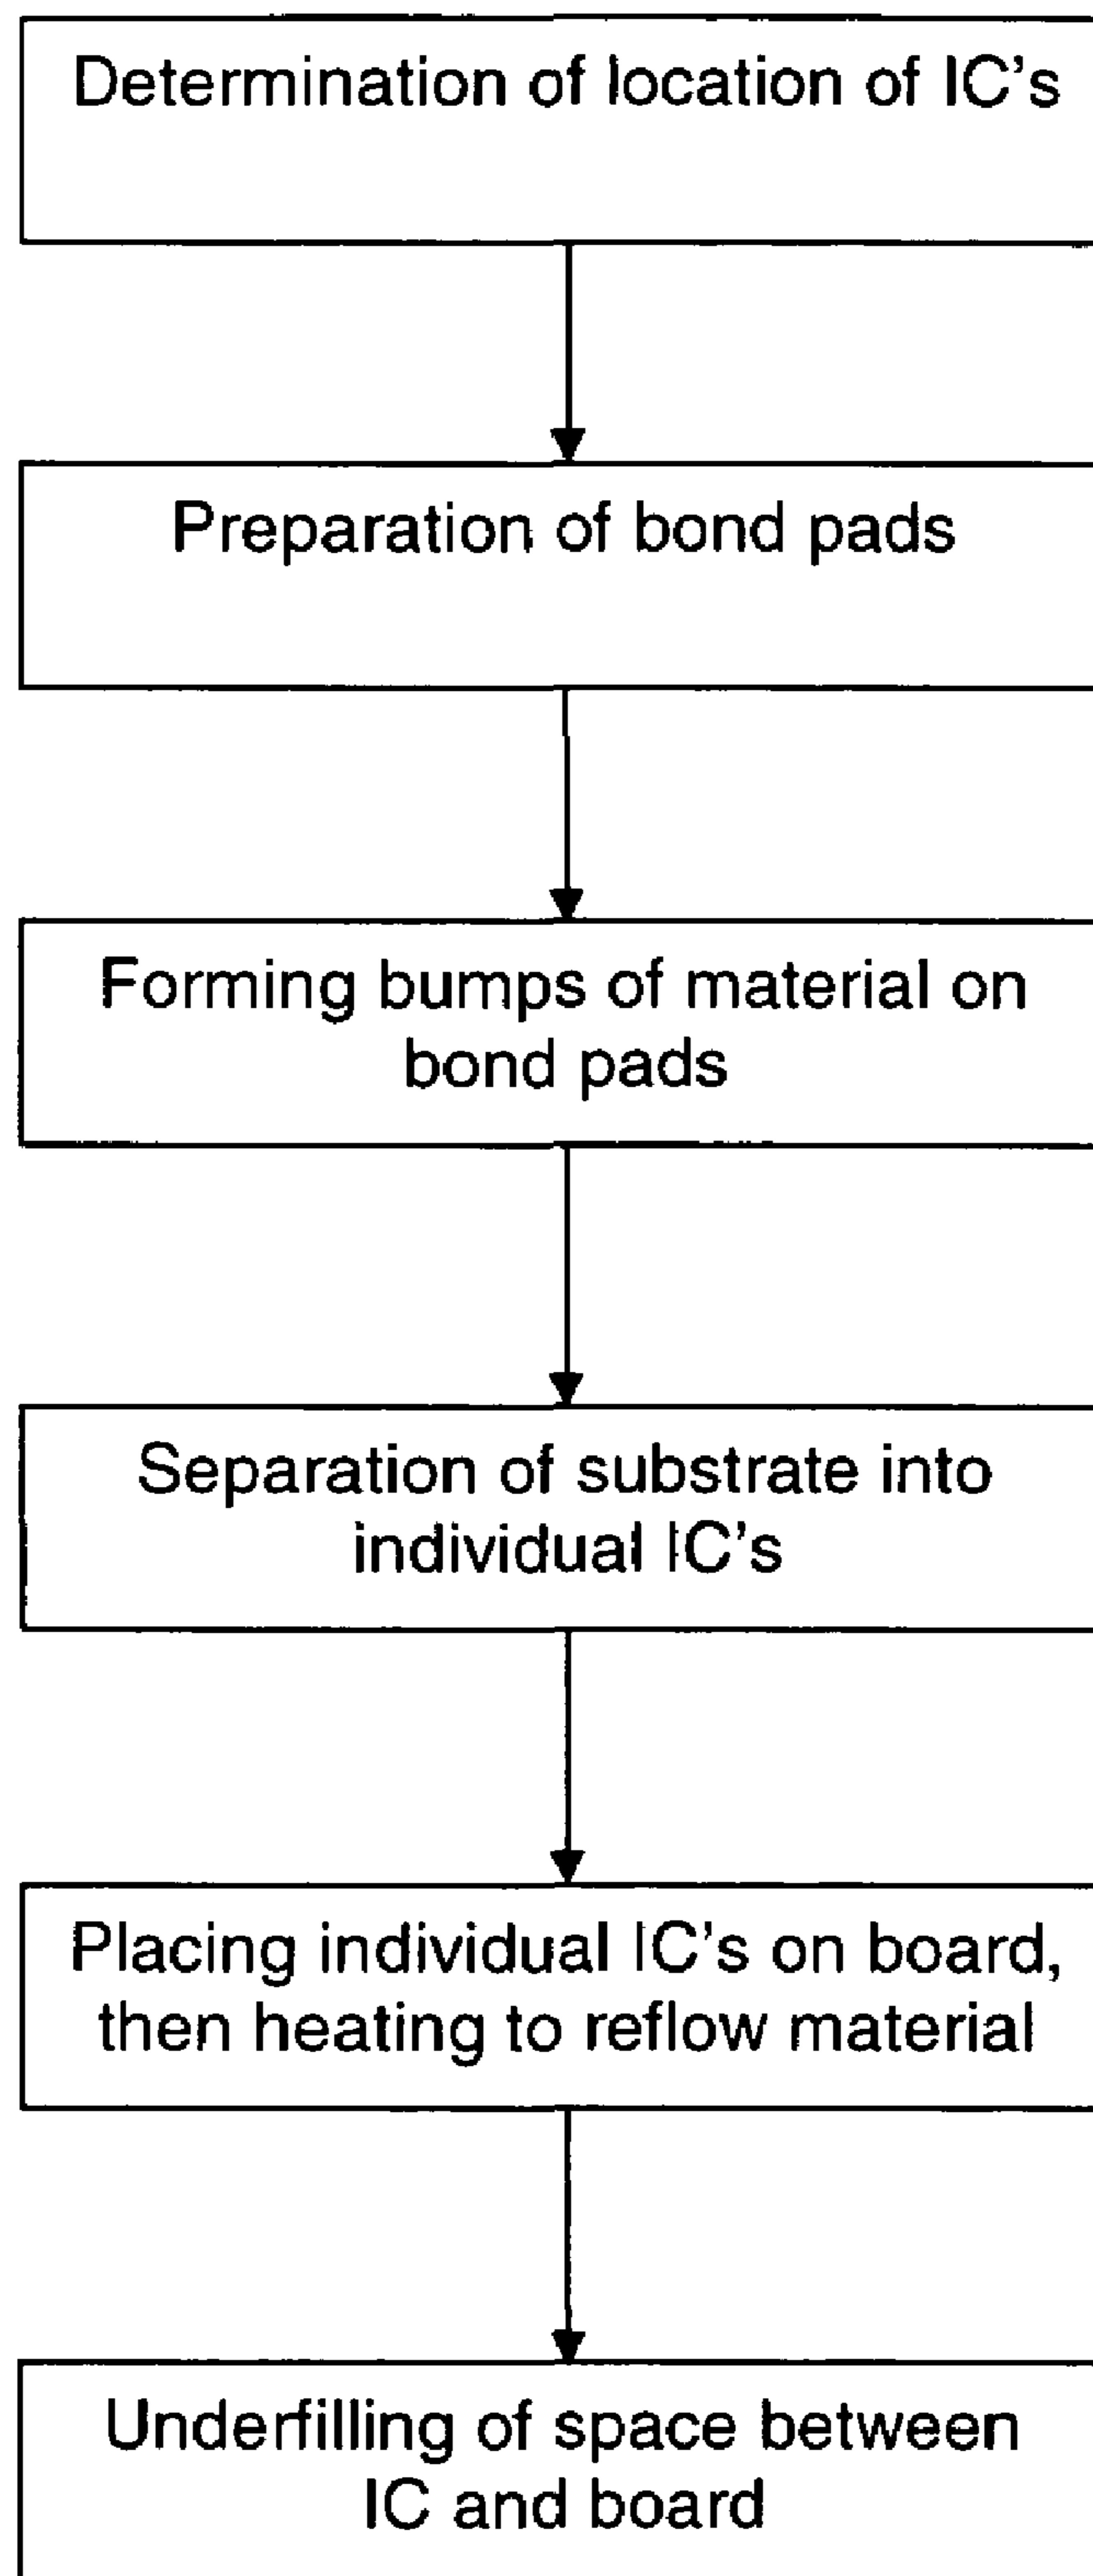 Determination of location of IC's
Preparation of bond pads
Forming bumps of material on
bond pads
Separation of substrate into
individual IC's
Placing individual IC's on board,
then heating to reflow material
Underfilling of space between
IC and board